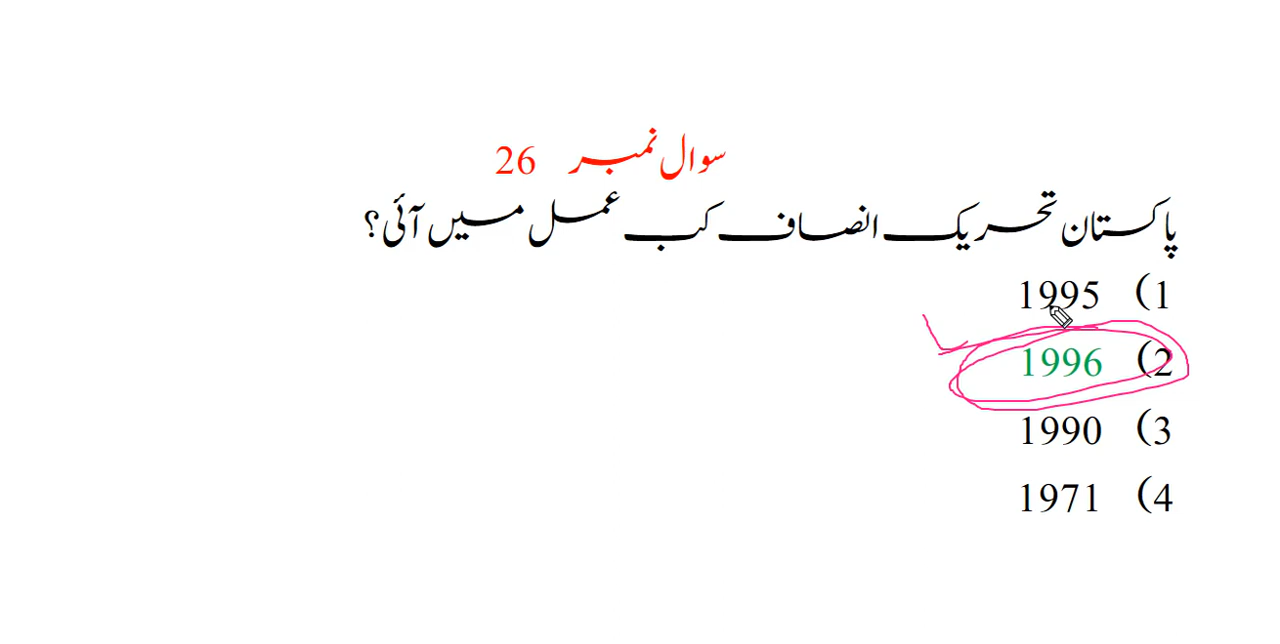 سوال نمبر 26
پاکستان تحریک انصاف کب عمل میں آئی؟
1) 1995
2) 1996
3) 1990
4) 1971